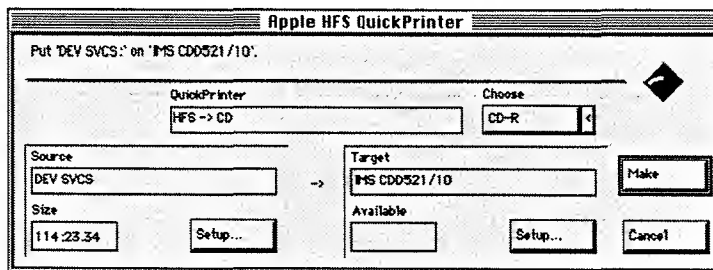 Apple HFS QuickPrinter
Put 'DEV SVCS:' on 'IMS CDD521/10'.
QuickPrinter
HFS -> CD
Choose
CD-R
<
Source
DEV SVCS
->
Target
IMS CDD521/10
Make
Size
114:23.34
Setup...
Available
Setup...
Cancel